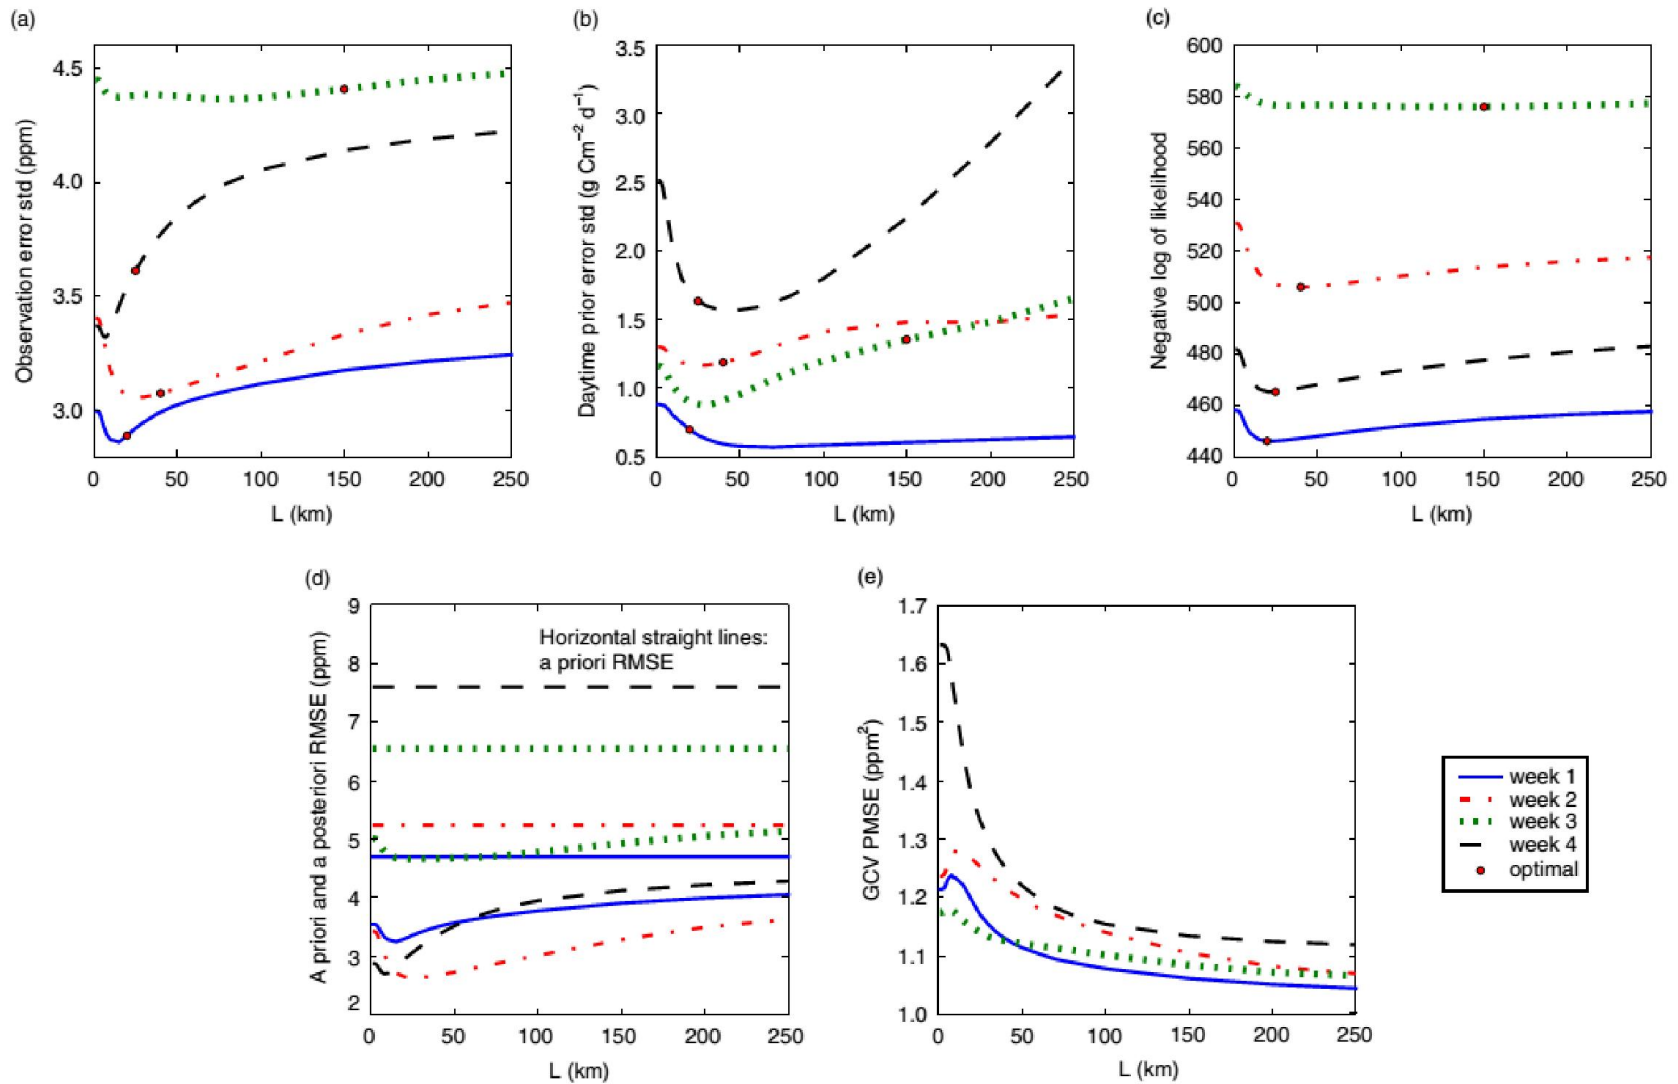 (a)
4.5
4.0
3.5
3.0
0 50 100 150 200 250
L (km)
Observation erro std (ppm)
(b)
3.5
3.0
2.5
2.0
1.5
1.0
0.5
0 50 100 150 200 250
L (km)
Daytime prior error std (g Cm⁻² d⁻¹)
(c)
600
580
560
540
520
500
480
460
440
0 50 100 150 200 250
L (km)
Negative log of likelihood
(d)
9
8
7
6
5
4
3
2
0 50 100 150 200 250
L (km)
A priori and a posteriori RMSE (ppm)
Horizontal straight lines:
a priori RMSE
(e)
1.7
1.6
1.5
1.4
1.3
1.2
1.1
1.0
0 50 100 150 200 250
L (km)
GCV PMSE (ppm²)
week 1
week 2
week 3
week 4
optimal